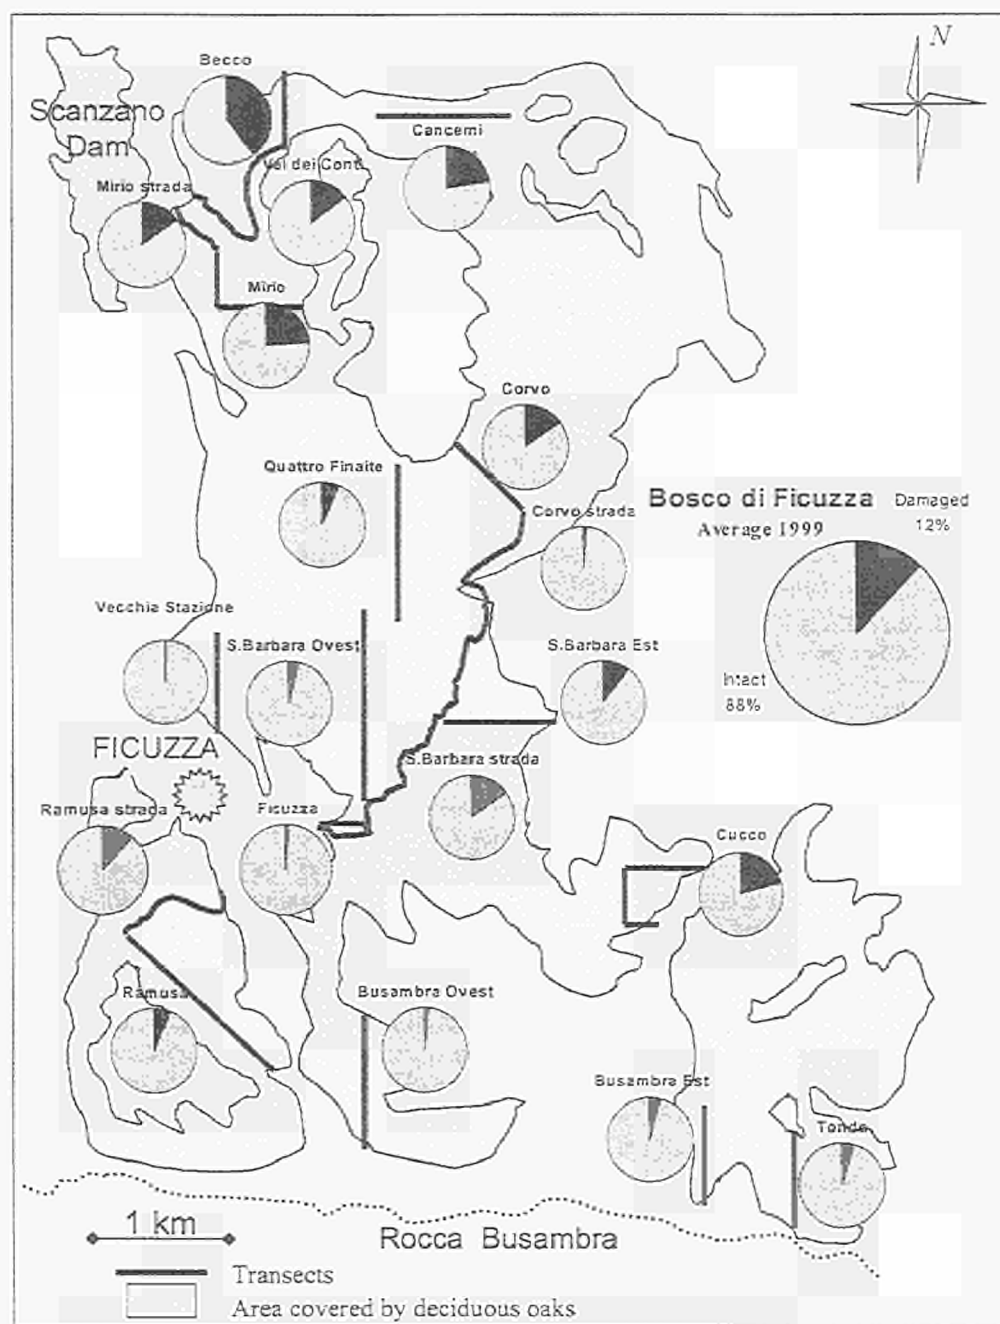 N
Becco
Scanzano
Dam
Cancemi
Val dei Conti
Mirio strada
Mirio
Corvo
Quattro Finaite
Bosco di Ficuzza
Average 1999
Damaged
12%
Corvo strada
Vecchia Stazione
S.Barbara Ovest
S.Barbara Est
Intact
88%
FICUZZA
S.Barbara strada
Ramusa strada
Ficuzza
Cucco
Ramusa
Busambra Ovest
Busambra Est
Tonda
1 km
Rocca Busambra
Transects
Area covered by deciduous oaks